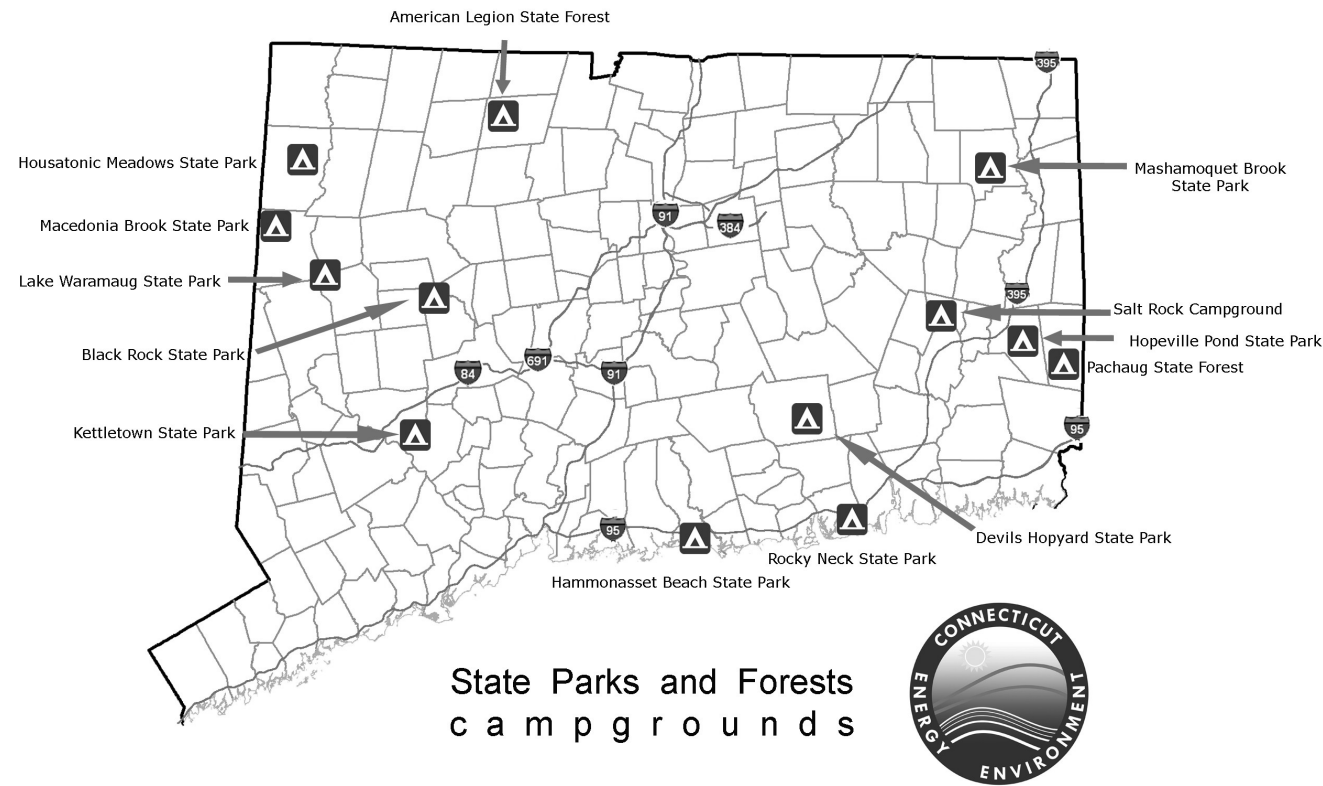 American Legion State Forest
395
Housatonic Meadows State Park
Mashamoquet Brook
State Park
Macedonia Brook State Park
91
384
Lake Waramaug State Park
395
Salt Rock Campground
Hopeville Pond State Park
Black Rock State Park
691
84
91
Pachaug State Forest
Kettletown State Park
95
95
Devils Hopyard State Park
Rocky Neck State Park
Hammonasset Beach State Park
State Parks and Forests
campgrounds
CONNECTICUT
ENERGY
ENVIRONMENT